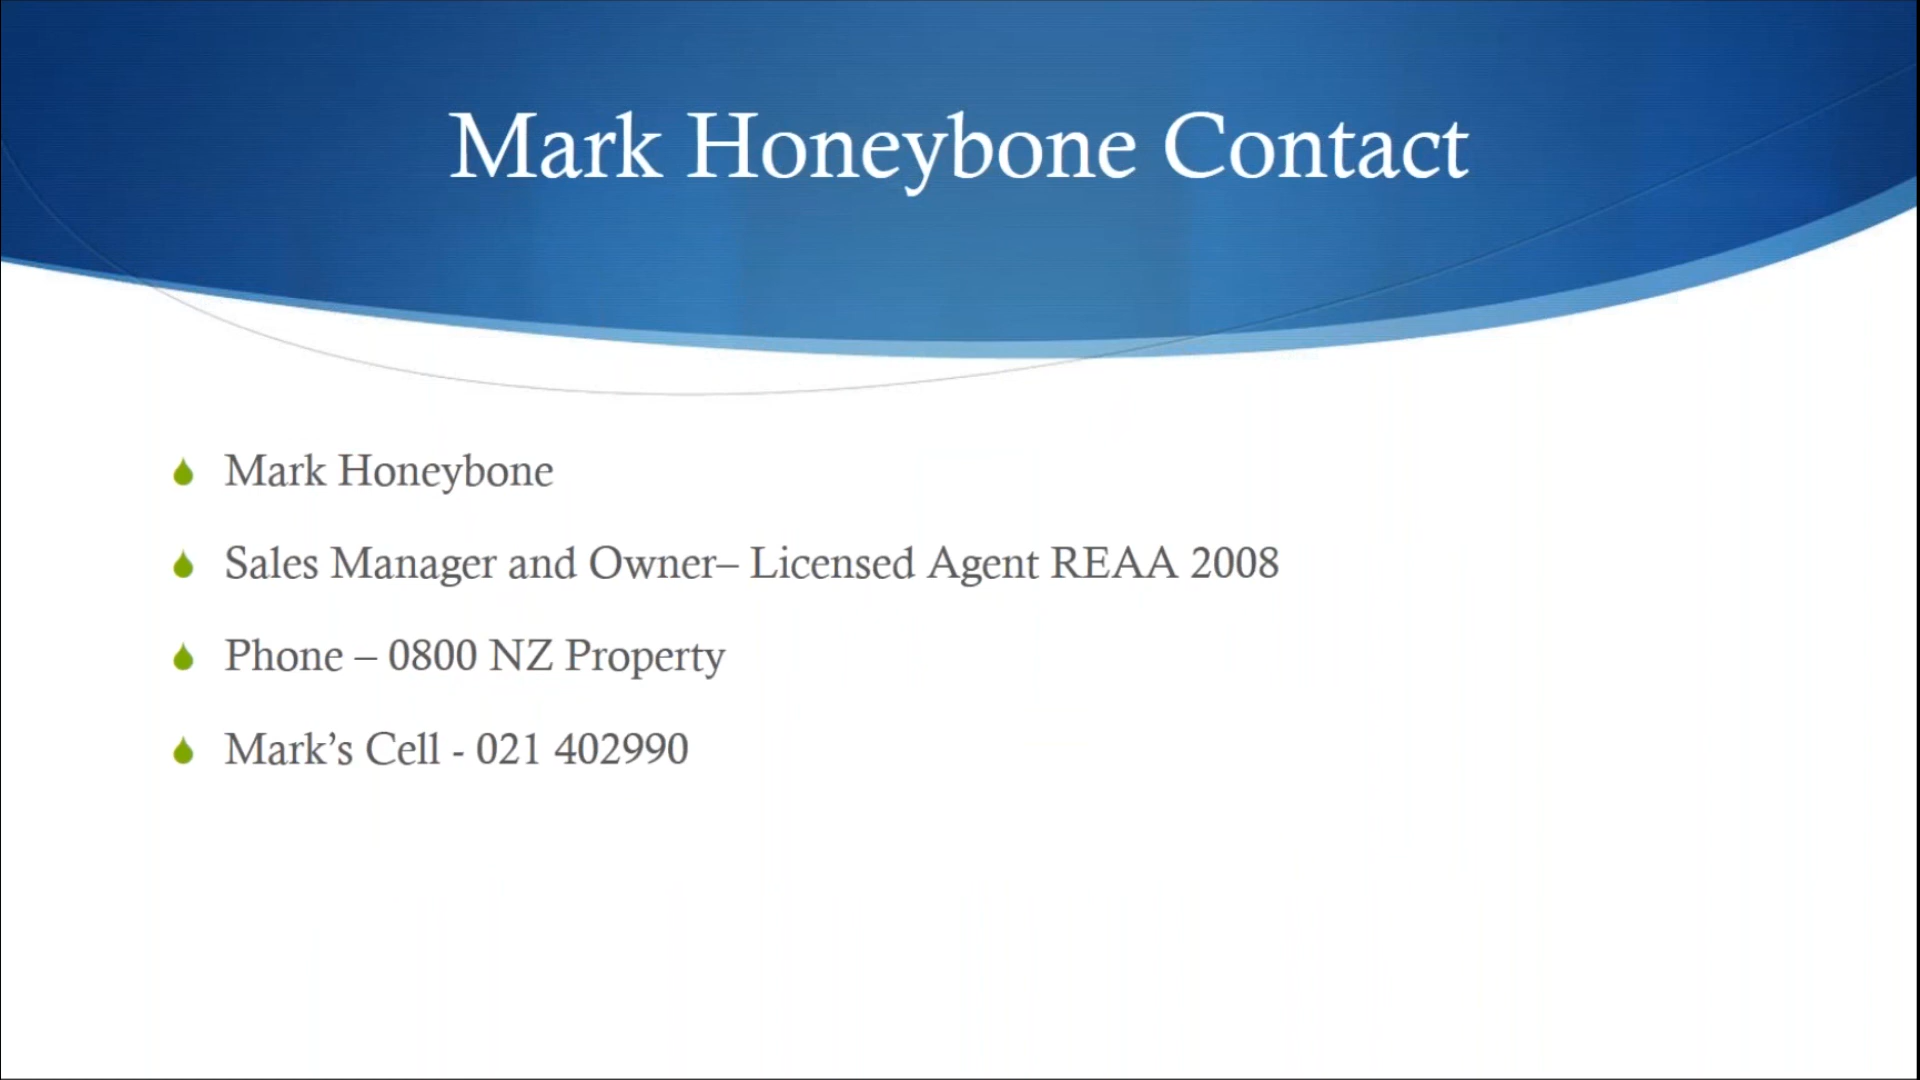 Mark Honeybone Contact
Mark Honeybone
Sales Manager and Owner– Licensed Agent REAA 2008
Phone – 0800 NZ Property
Mark’s Cell - 021 402990